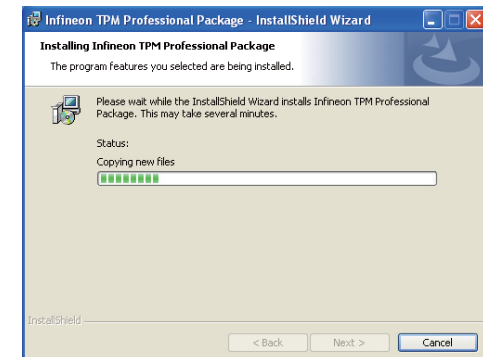 Infineon TPM Professional Package - InstallShield Wizard
Installing Infineon TPM Professional Package
The program features you selected are being installed.
Please wait while the InstallShield Wizard installs Infineon TPM Professional
Package. This may take several minutes.
Status:
Copying new files
InstallShield
< Back
Next >
Cancel